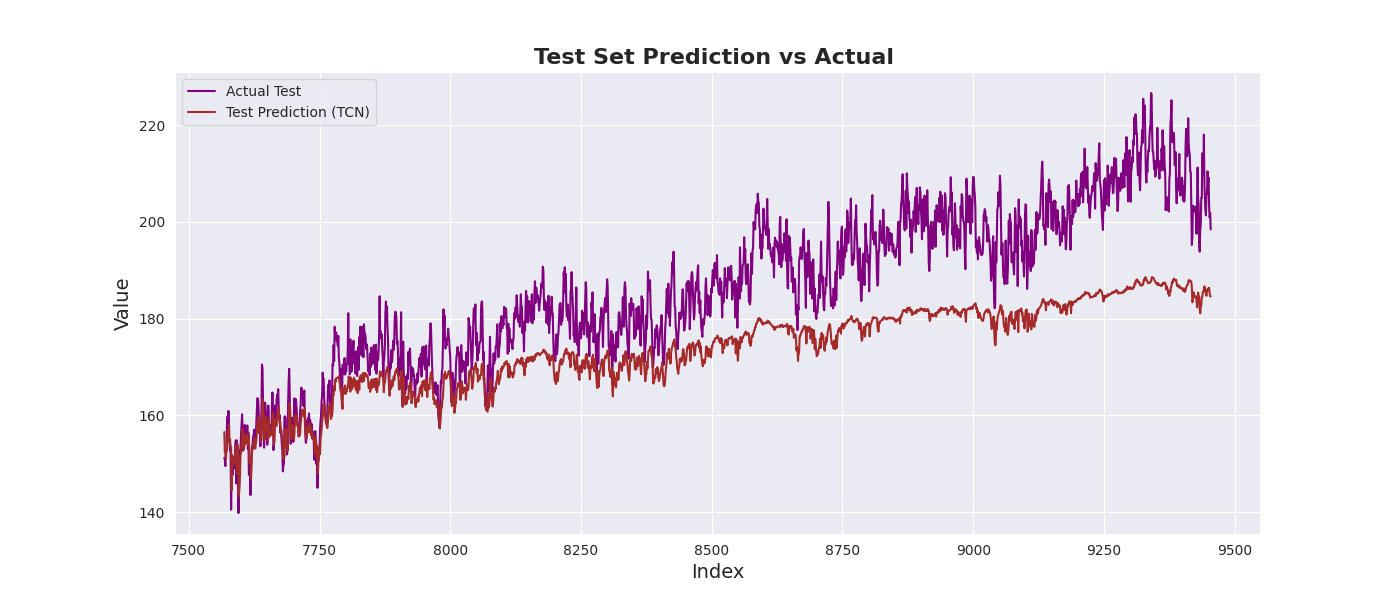 Test Set Prediction vs Actual
Actual Test
Test Prediction (TCN)
Value
220
200
180
160
140
7500 7750 8000 8250 8500 8750 9000 9250 9500
Index